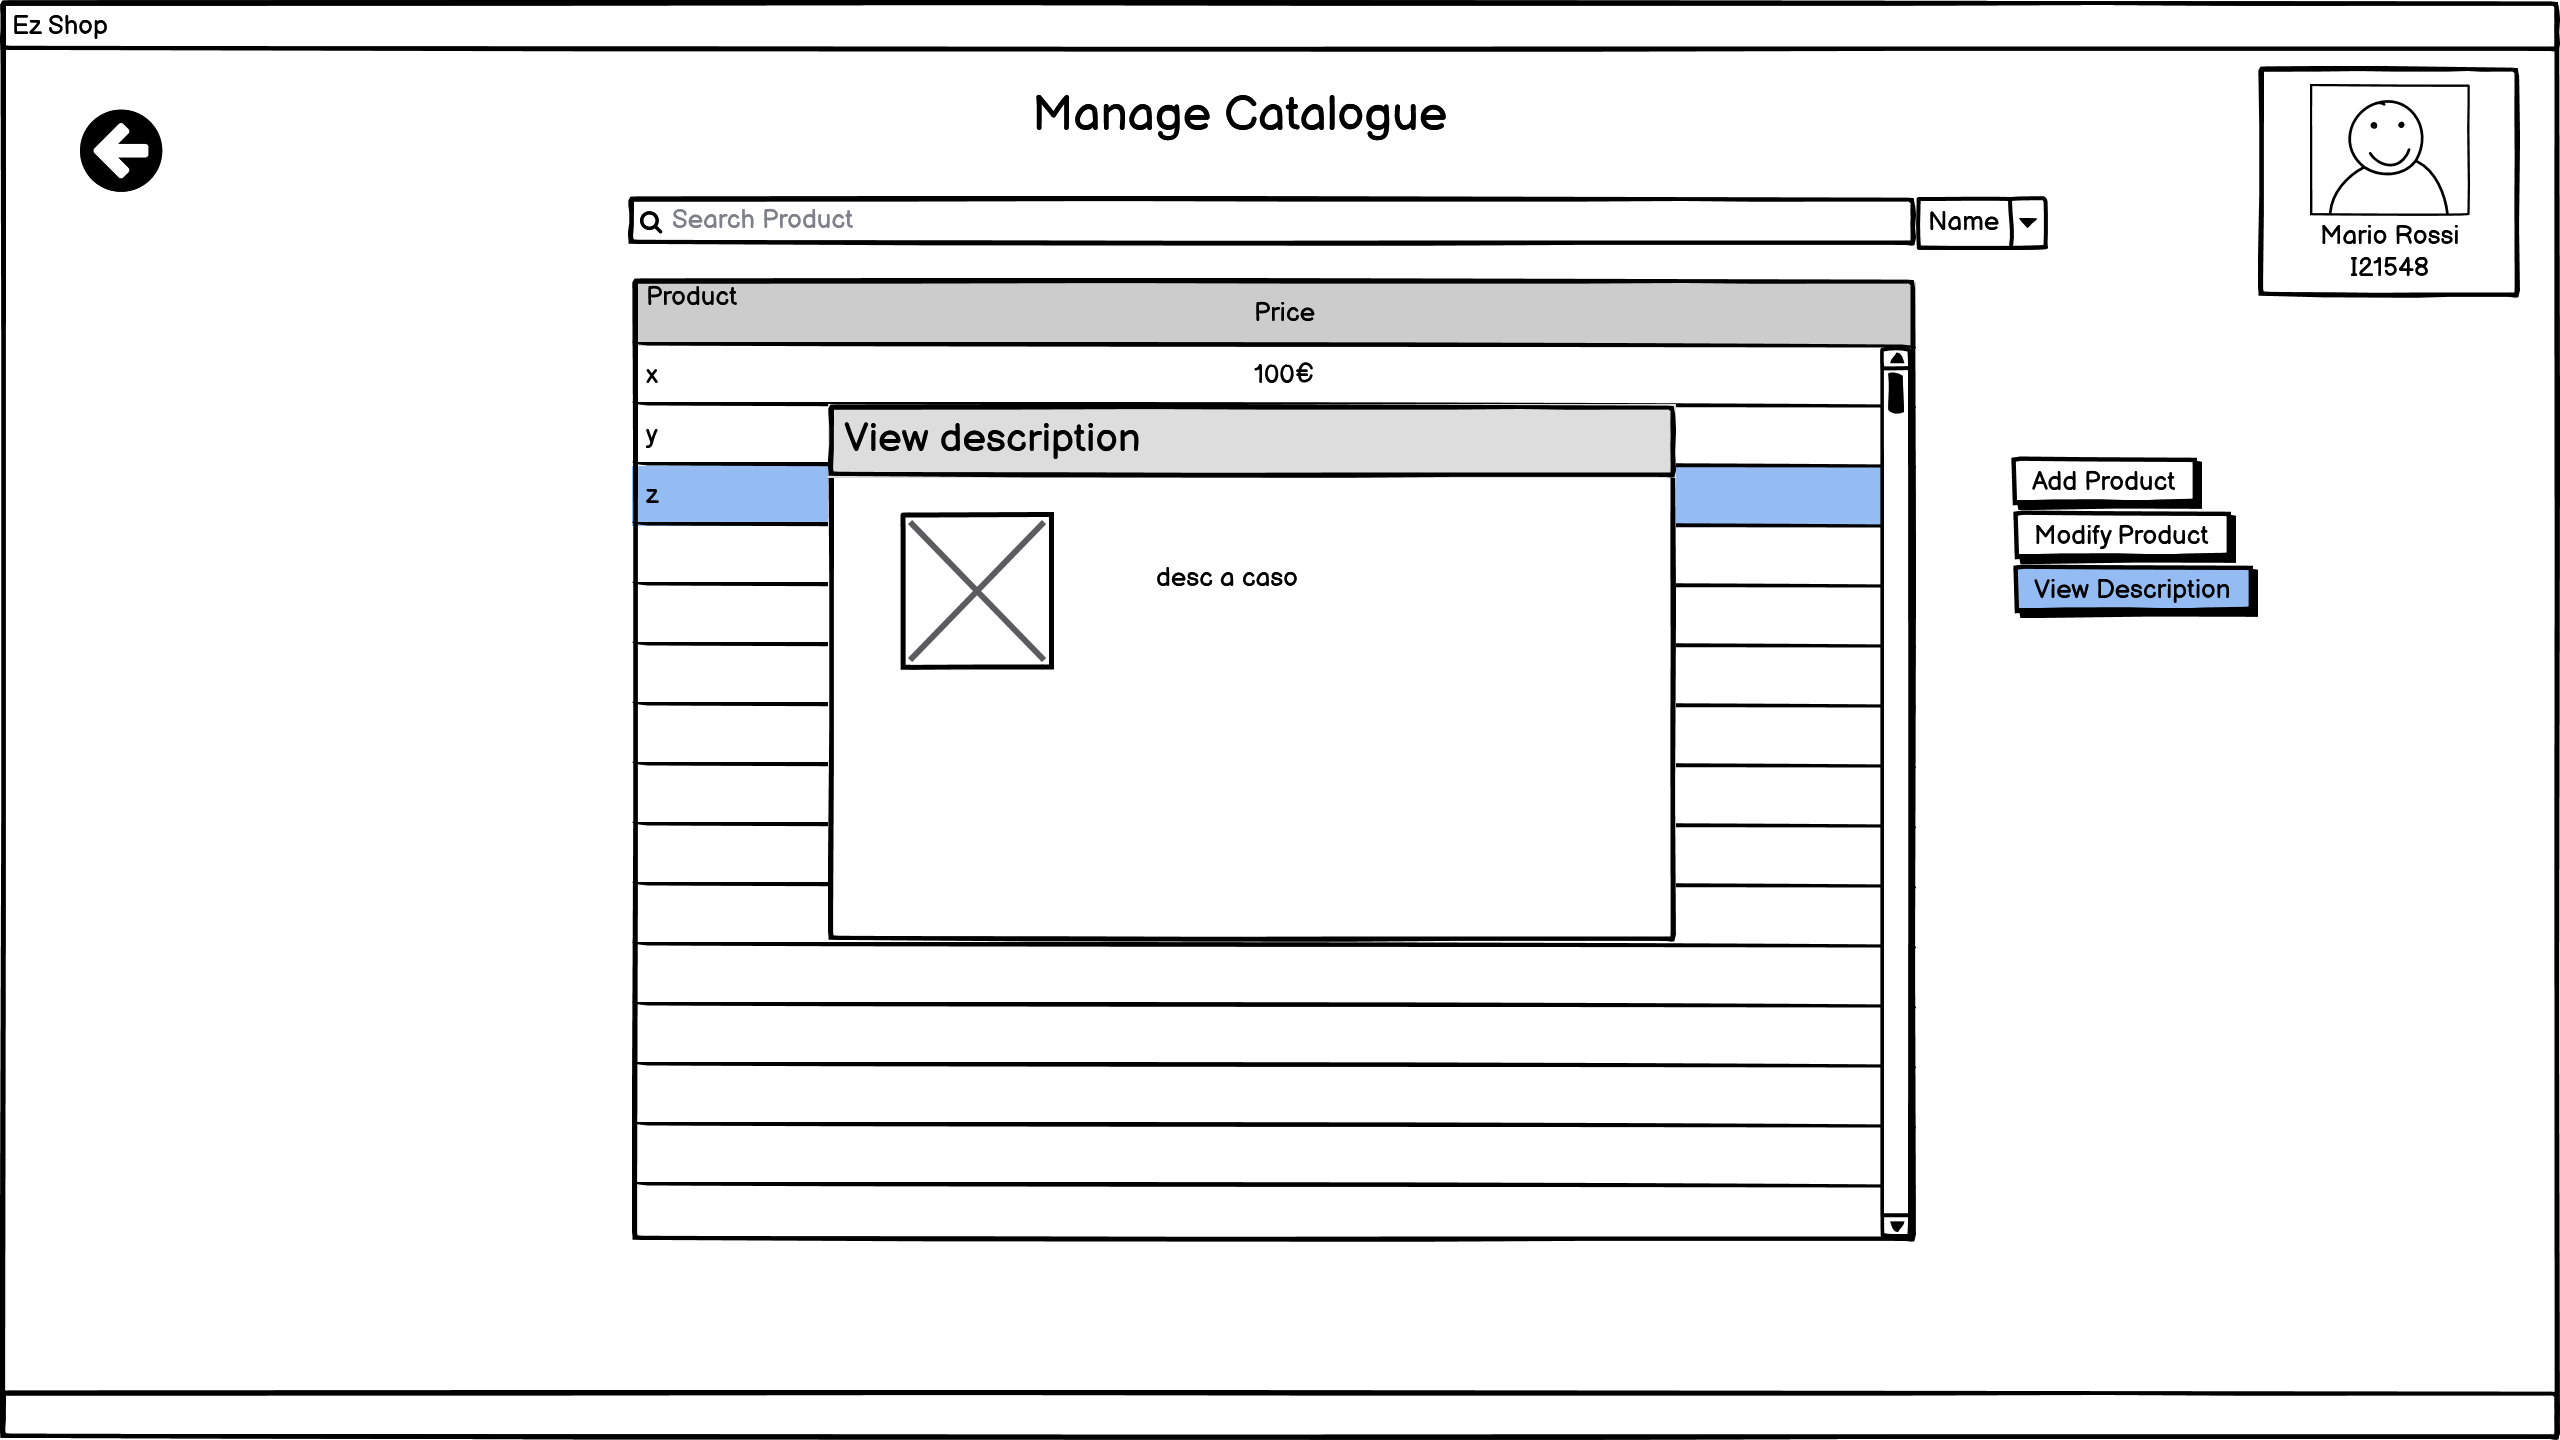 Ez Shop
Manage Catalogue
Mario Rossi
I21548
Search Product
Name
Product
Price
x
100€
y
View description
z
desc a caso
Add Product
Modify Product
View Description